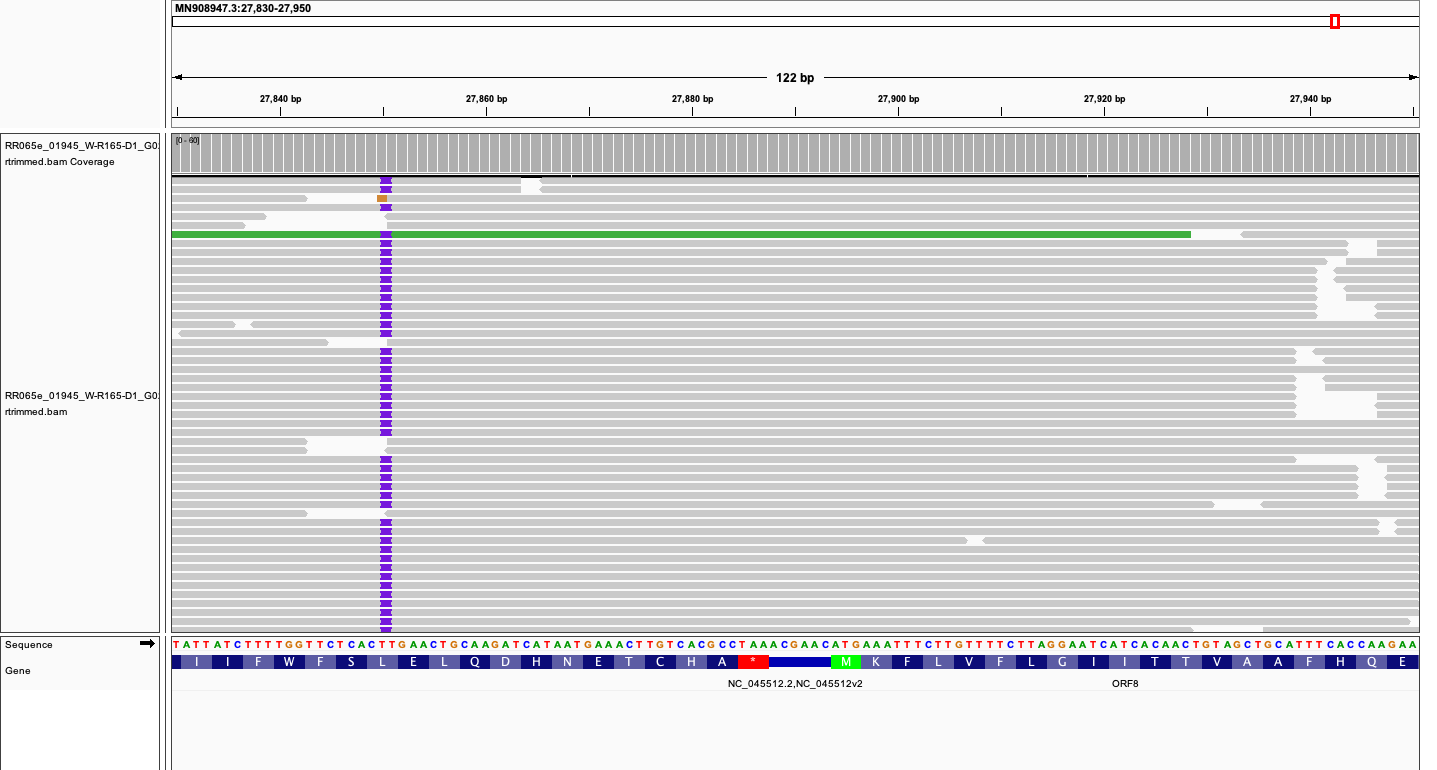 MN908947.3:27,830-27,950
122 bp
27,840 bp 27,860 bp 27,880 bp 27,900 bp 27,920 bp 27,940 bp
RR065e_01945_W-R165-D1_G0
rtrimmed.bam Coverage
[0 - 60]
RR065e_01945_W-R165-D1_G0
rtrimmed.bam
Sequence
TATTATCTTTTGGTTCTCACTTGAACTGCAAGATCATAATGAAACTTGTCACGCCTAAACGAACATGAAATTTCTTGTTTTCTTAGGAATCATCACAACTGTAGCTGCATTTCACCAAGAA
Gene
I I F W F S L E L Q D H N E T C H A * M K F L V F L G I I T T V A A F H Q E
NC_045512.2,NC_045512v2 ORF8